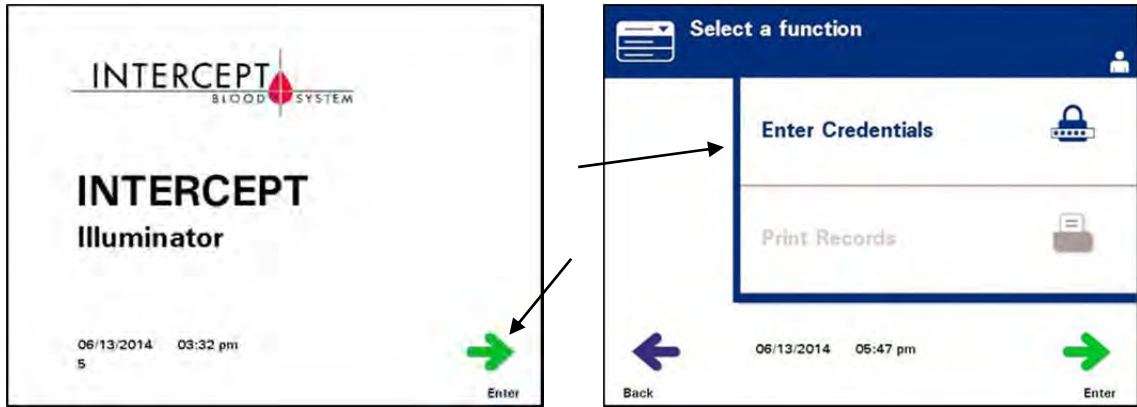 INTERCEPT
BLOOD SYSTEM
INTERCEPT
Illuminator
06/13/2014 03:32 pm
5
Enter
Select a function
Enter Credentials
Print Records
06/13/2014 05:47 pm
Back
Enter